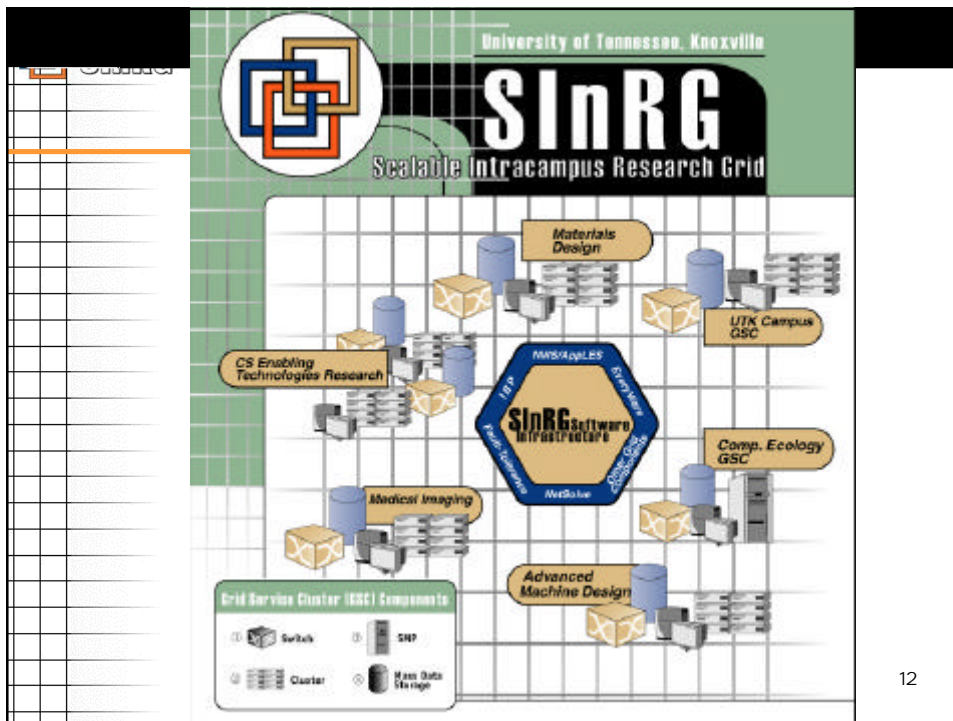 University of Tennessee, Knoxville
SInRG
Scalable Intracampus Research Grid
Materials
Design
UTK Campus
GSC
CS Enabling
Technologies Research
NWS/AppLES
IBP
EveryWare
SInRG Software
Infrastructure
Fault-Tolerance
Other Grid
Components
NetSolve
Comp. Ecology
GSC
Medical Imaging
Advanced
Machine Design
Grid Service Cluster (GSC) Components
Switch
SMP
Cluster
Mass Data
Storage
12